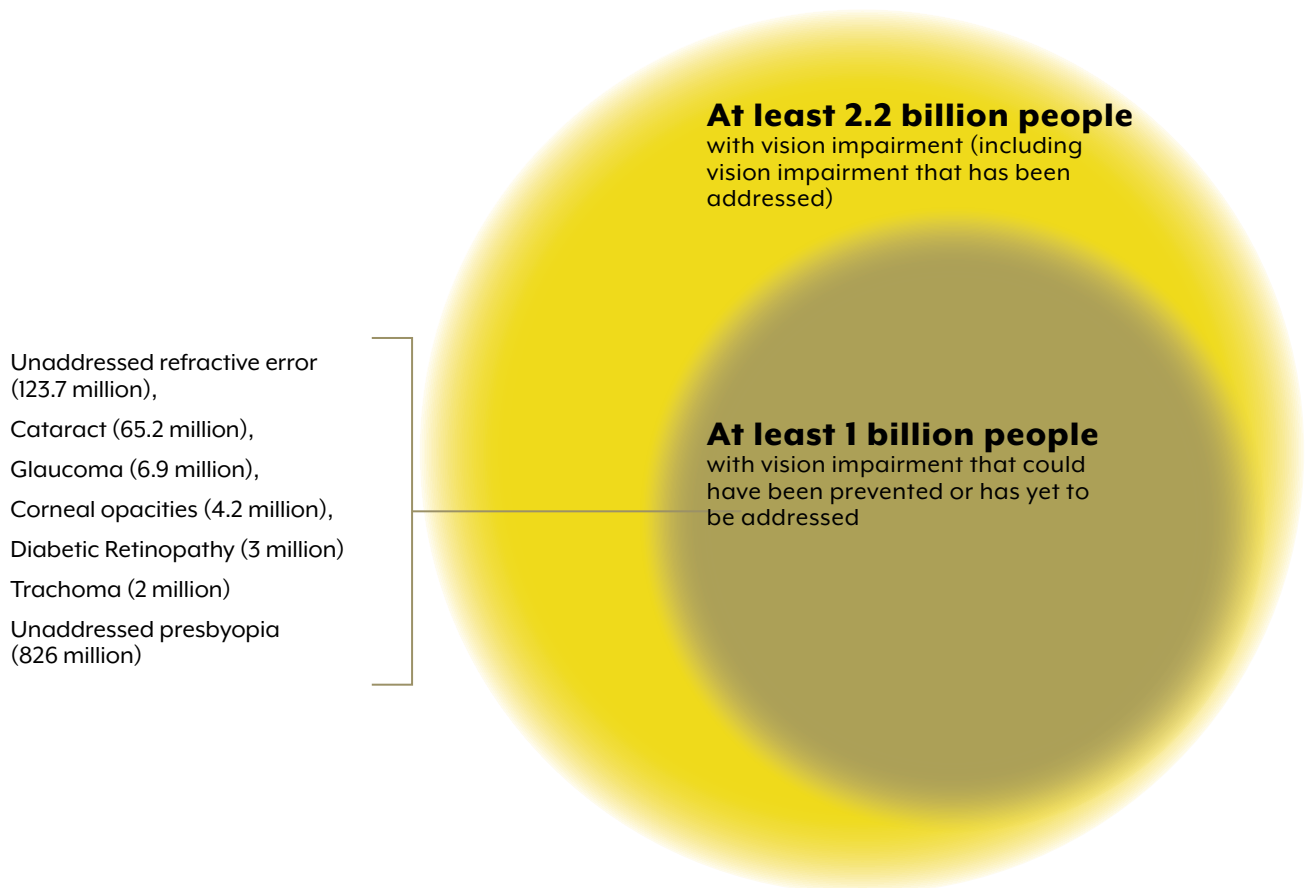 At least 2.2 billion people
with vision impairment (including
vision impairment that has been
addressed)
Unaddressed refractive error
(123.7 million),
Cataract (65.2 million),
Glaucoma (6.9 million),
Corneal opacities (4.2 million),
Diabetic Retinopathy (3 million)
Trachoma (2 million)
Unaddressed presbyopia
(826 million)
At least 1 billion people
with vision impairment that could
have been prevented or has yet to
be addressed